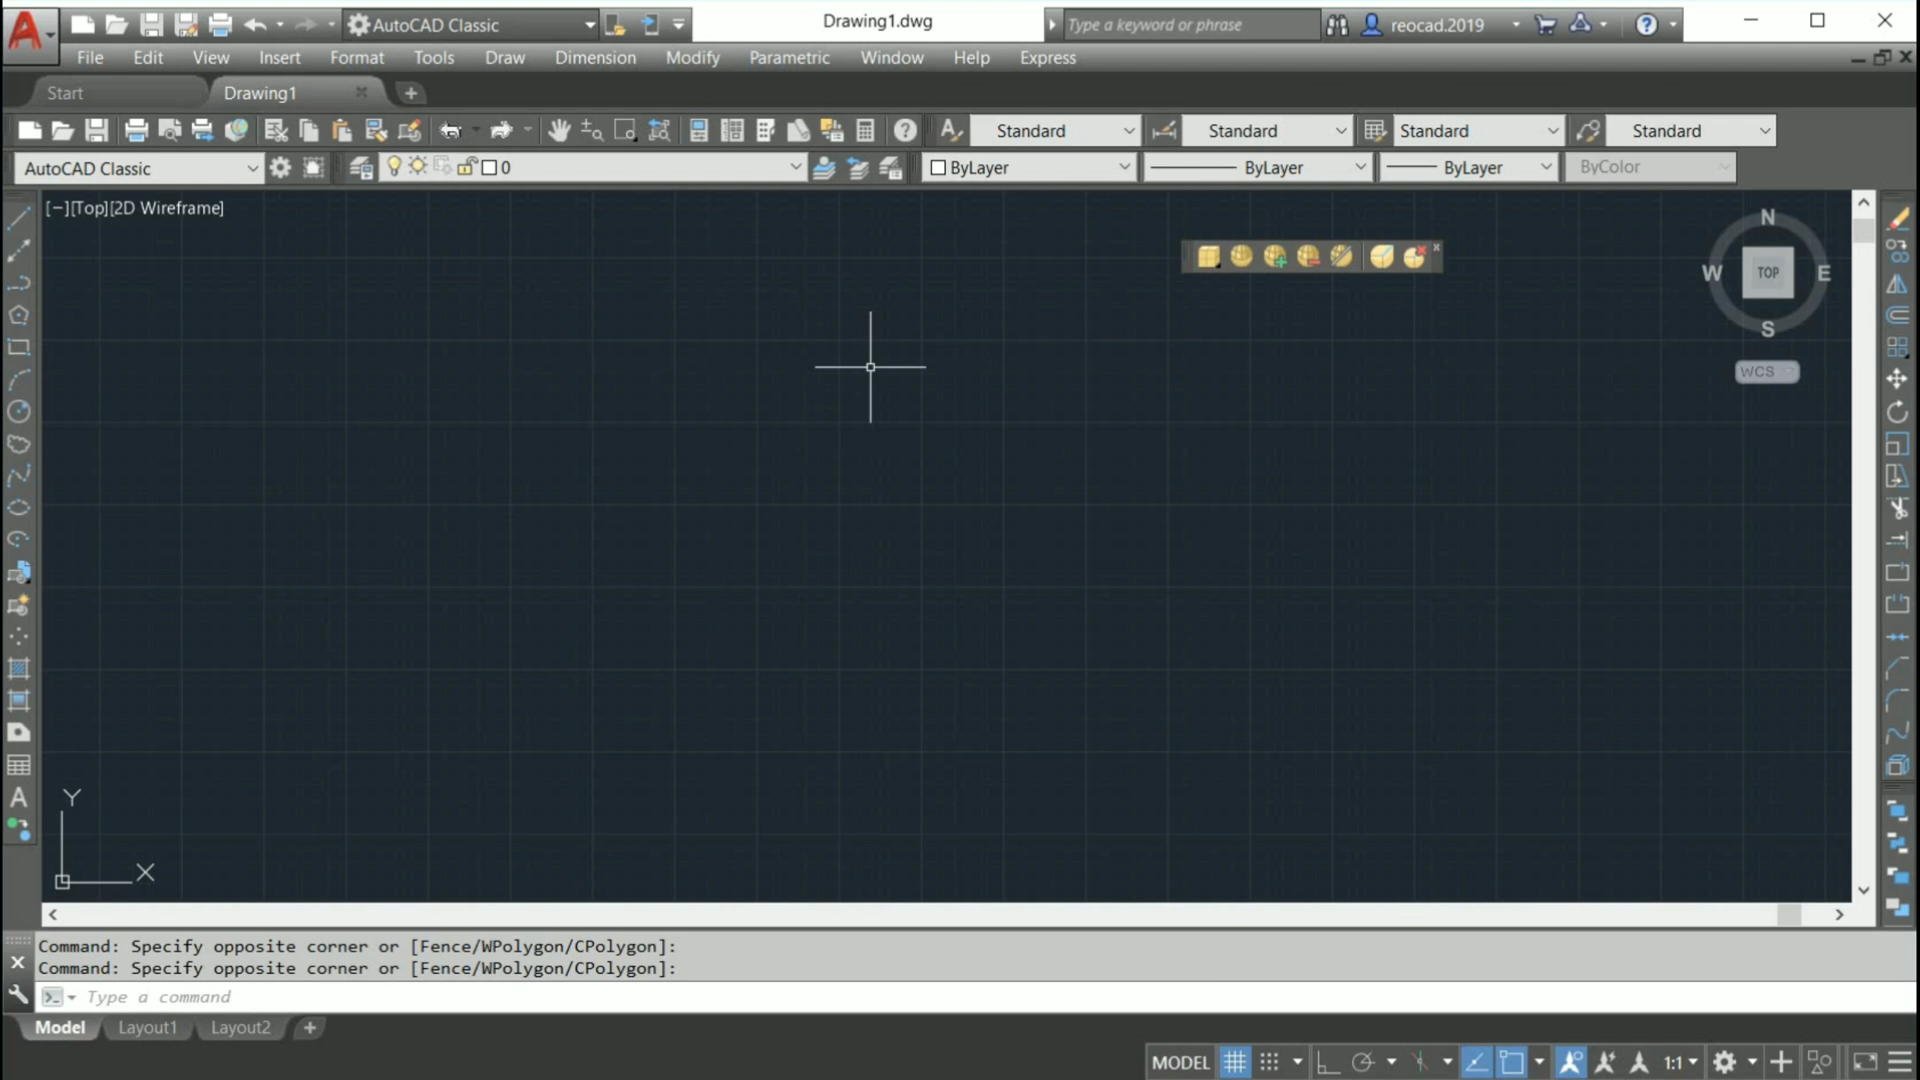 AutoCAD Classic
Drawing1.dwg
Type a keyword or phrase
reocad.2019
File Edit View Insert Format Tools Draw Dimension Modify Parametric Window Help Express
Start Drawing1
Standard Standard Standard Standard
AutoCAD Classic 0 ByLayer ByLayer ByLayer ByColor
[−][Top][2D Wireframe]
N
W TOP E
S
WCS
Y
X
Command: Specify opposite corner or [Fence/WPolygon/CPolygon]:
Command: Specify opposite corner or [Fence/WPolygon/CPolygon]:
Type a command
Model Layout1 Layout2
MODEL 1:1